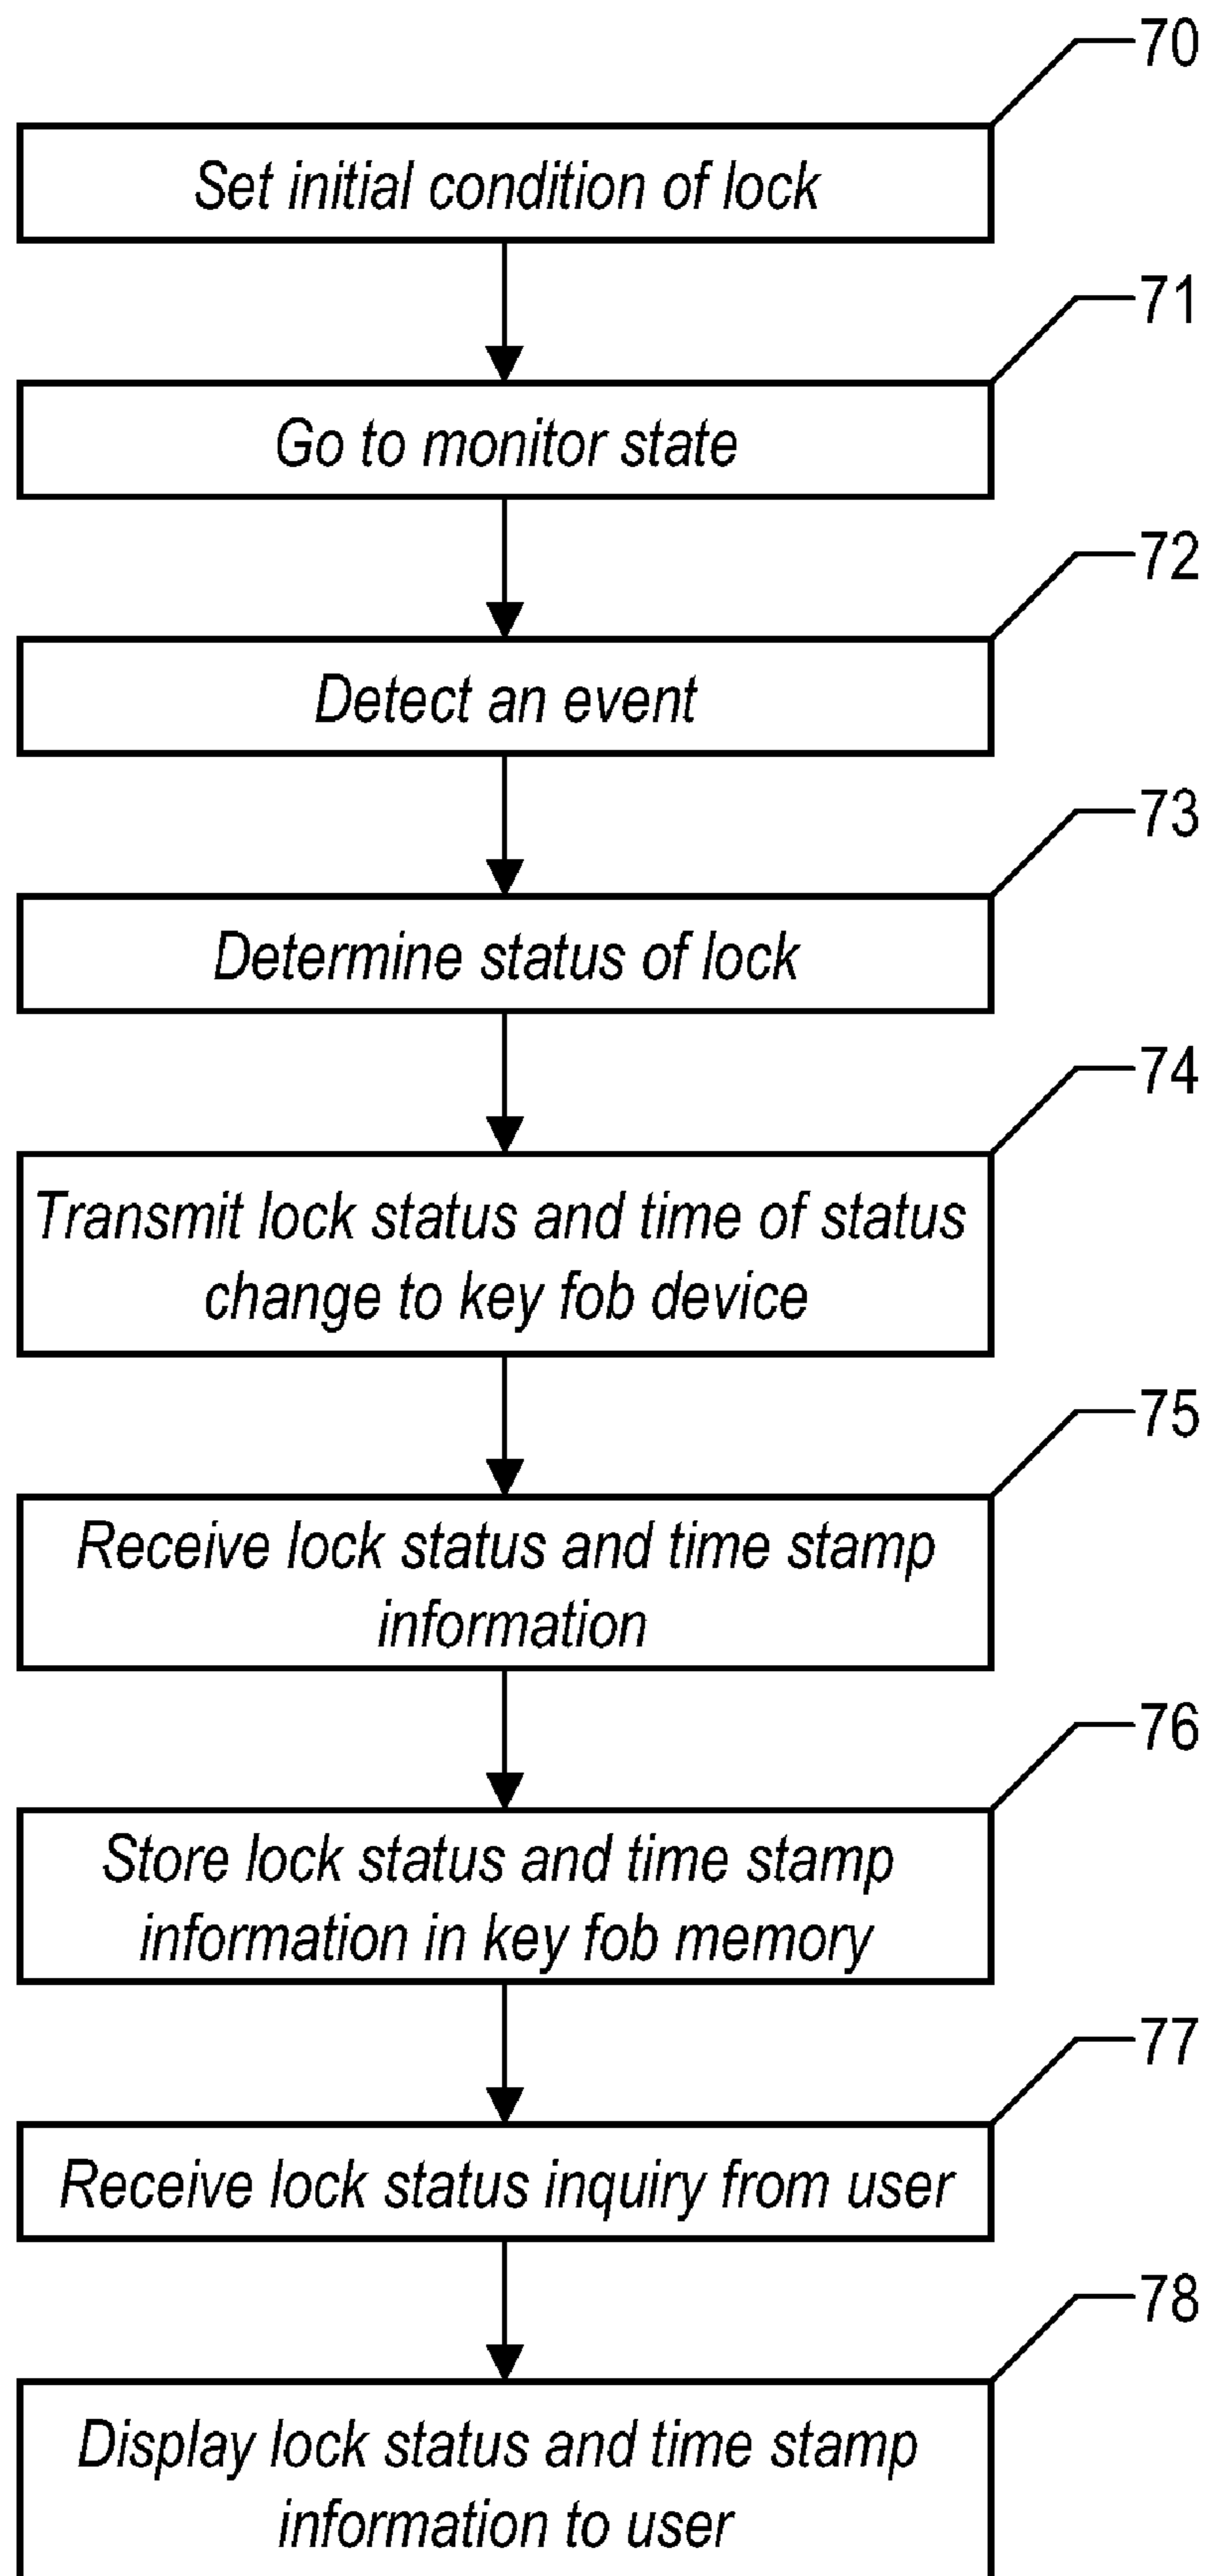 70
Set initial condition of lock
71
Go to monitor state
72
Detect an event
73
Determine status of lock
74
Transmit lock status and time of status
change to key fob device
75
Receive lock status and time stamp
information
76
Store lock status and time stamp
information in key fob memory
77
Receive lock status inquiry from user
78
Display lock status and time stamp
information to user